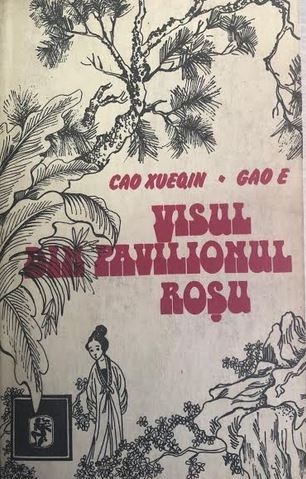 CAO XUEQIN • GAO E
VISUL
DIN PAVILIONUL
ROȘU